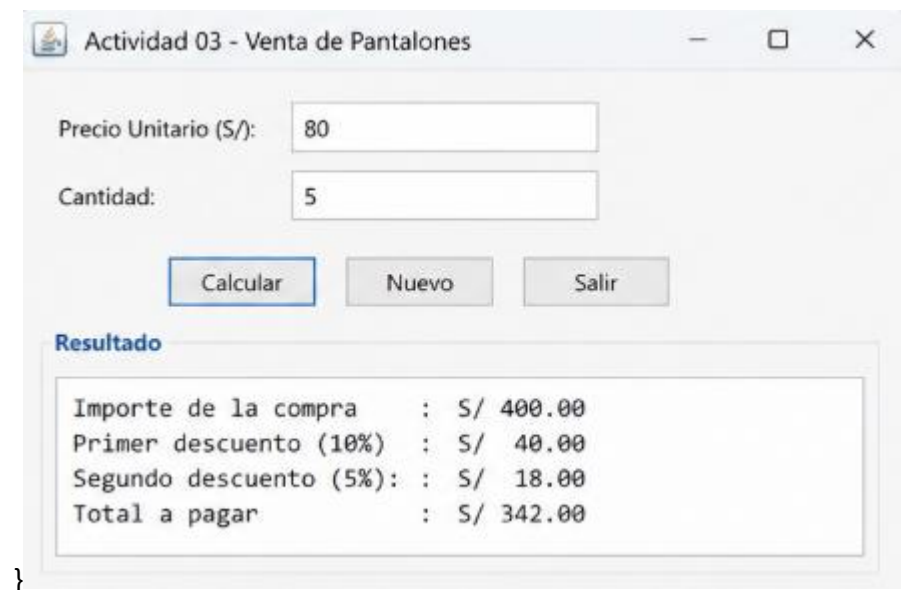 Actividad 03 - Venta de Pantalones
Precio Unitario (S/): 80
Cantidad: 5
Calcular Nuevo Salir
Resultado
Importe de la compra : S/ 400.00
Primer descuento (10%) : S/ 40.00
Segundo descuento (5%): : S/ 18.00
Total a pagar : S/ 342.00
}